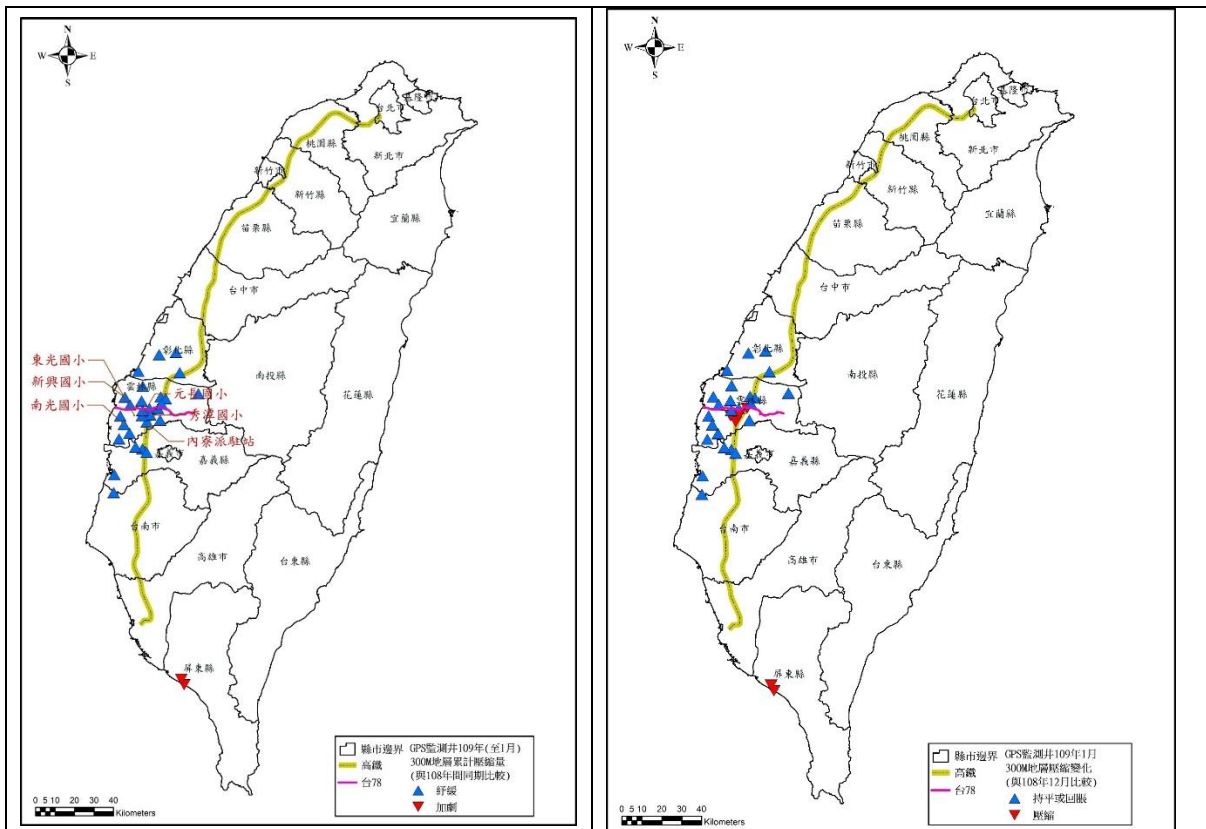 N
W E
S
基隆市
台北市
桃園縣
新北市
新竹市
新竹縣
宜蘭縣
苗栗縣
台中市
彰化縣
東光國小
新興國小
雲林縣
元長國小
南投縣
花蓮縣
南光國小
秀潭國小
內寮派駐站
嘉義市
嘉義縣
台南市
高雄市
台東縣
屏東縣
縣市邊界
高鐵
台78
GPS監測井109年(至1月)
300M地層累計壓縮量
(與108年間同期比較)
紓緩
加劇
0 5 10 20 30 40
Kilometers
N
W E
S
基隆市
台北市
桃園縣
新北市
新竹市
新竹縣
宜蘭縣
苗栗縣
台中市
彰化縣
南投縣
花蓮縣
嘉義市
嘉義縣
台南市
高雄市
台東縣
屏東縣
縣市邊界
高鐵
台78
GPS監測井109年1月
300M地層壓縮變化
(與108年12月比較)
持平或回脹
壓縮
0 5 10 20 30 40
Kilometers